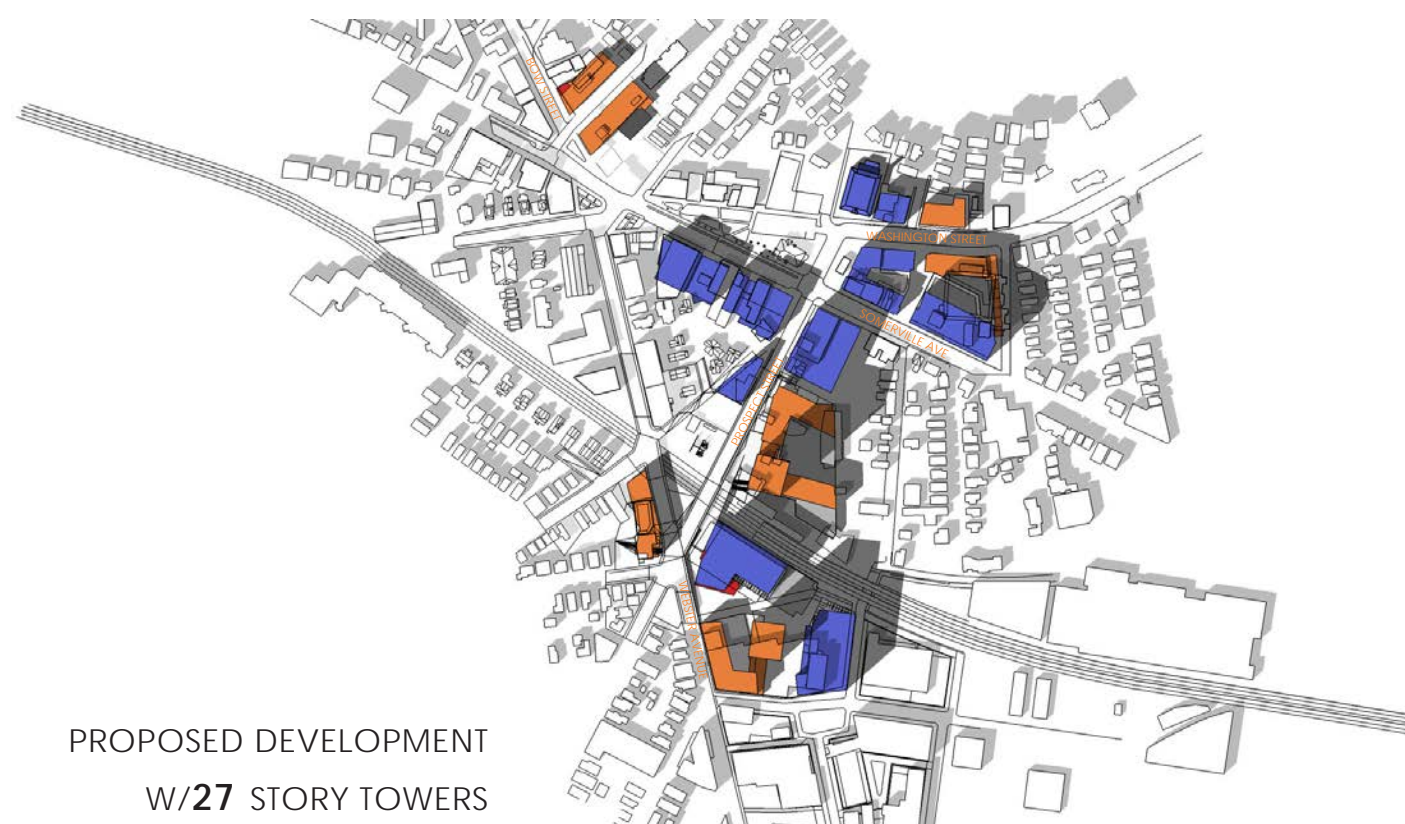 BOW STREET
WASHINGTON STREET
SOMERVILLE AVE
PROSPECT STREET
WEBSTER AVENUE
PROPOSED DEVELOPMENT
W/27 STORY TOWERS